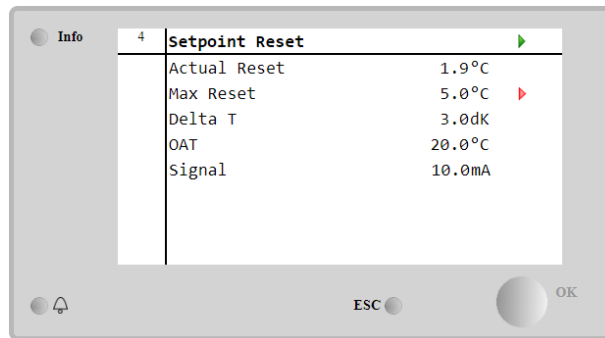 Info
4 Setpoint Reset
Actual Reset 1.9°C
Max Reset 5.0°C
Delta T 3.0dK
OAT 20.0°C
Signal 10.0mA
ESC OK